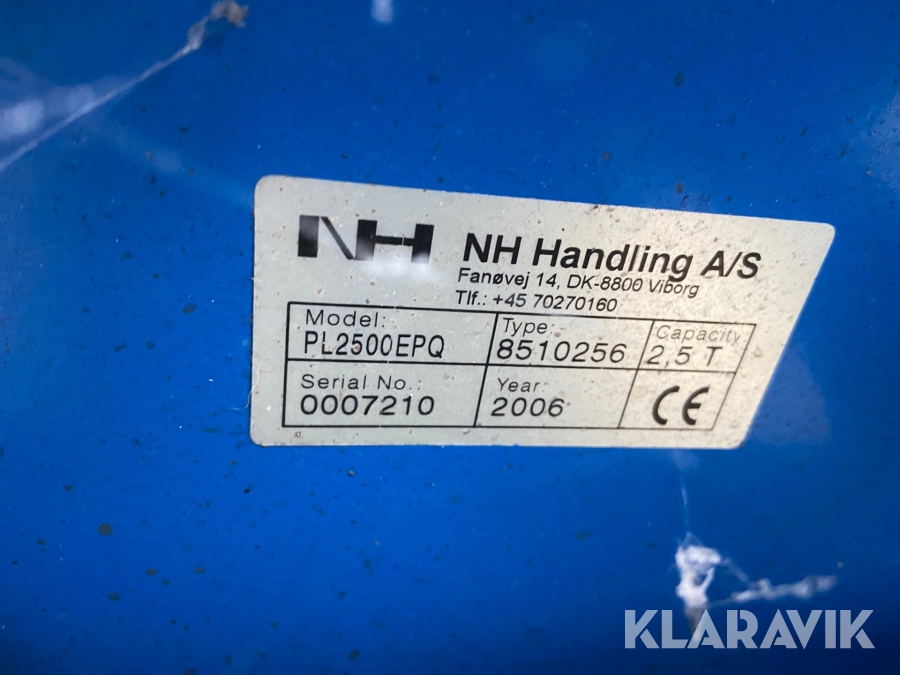 NH NH Handling A/S
Fanøvej 14, DK-8800 Viborg
Tlf.: +45 70270160
Model: Type: Capacity
PL2500EPQ 8510256 2,5 T
Serial No.: Year:
0007210 2006 CE
KLARAVIK